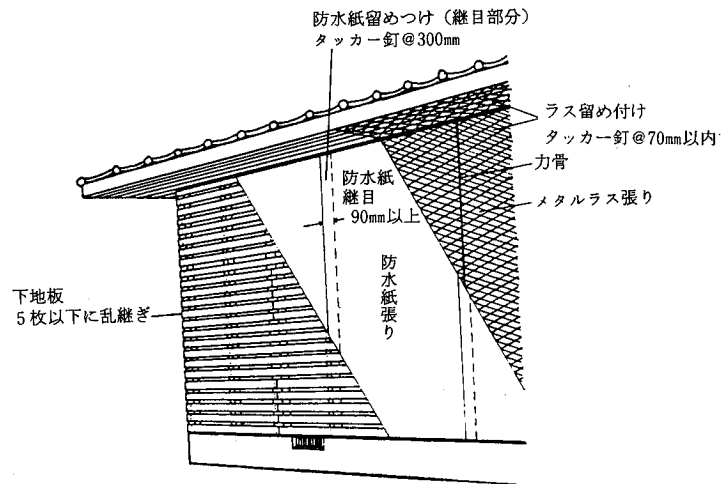 防水紙留めつけ（継目部分）
タッカー釘@300mm
ラス留め付け
タッカー釘@70mm以内
力骨
メタルラス張り
防水紙
継目
90mm以上
防水紙張り
下地板
5枚以下に乱継ぎ